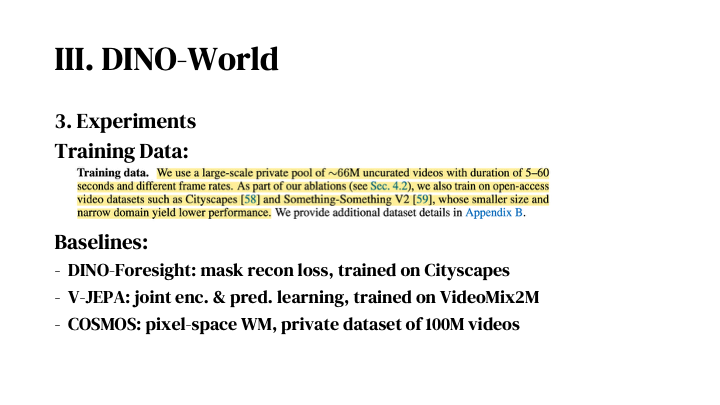 III. DINO-World
3. Experiments
Training Data:
Training data. We use a large-scale private pool of ~66M uncurated videos with duration of 5–60
seconds and different frame rates. As part of our ablations (see Sec. 4.2), we also train on open-access
video datasets such as Cityscapes [58] and Something-Something V2 [59], whose smaller size and
narrow domain yield lower performance. We provide additional dataset details in Appendix B.
Baselines:
- DINO-Foresight: mask recon loss, trained on Cityscapes
- V-JEPA: joint enc. & pred. learning, trained on VideoMix2M
- COSMOS: pixel-space WM, private dataset of 100M videos